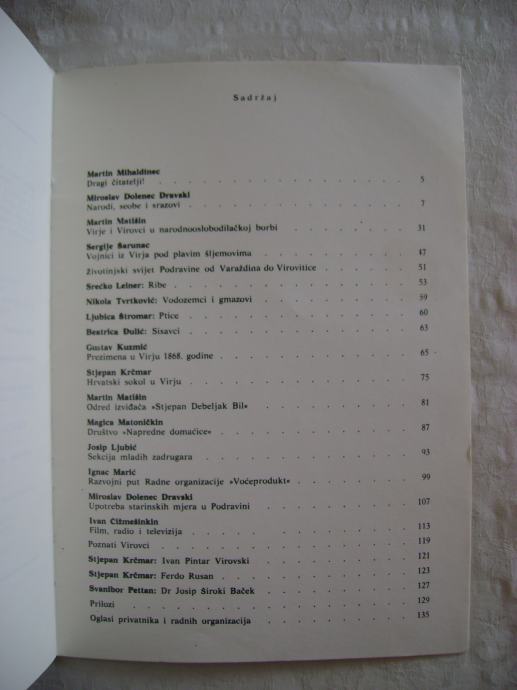 Sadržaj
Martin Mihaldinec
Dragi čitatelji! . . . . . . . . . . . . 5
Miroslav Dolenec Dravski
Narodi, seobe i srazovi . . . . . . . . . . 7
Martin Matišin
Virje i Virovci u narodnooslobodilačkoj borbi . . . . . . 31
Sergije Šarunac
Vojnici iz Virja pod plavim šljemovima . . . . . . . 47
Životinjski svijet Podravine od Varaždina do Virovitice . . . . 51
Srećko Leiner: Ribe . . . . . . . . . . . 53
Nikola Tvrtković: Vodozemci i gmazovi . . . . . . . 59
Ljubica Štromar: Ptice . . . . . . . . . . 60
Beatrica Đulić: Sisavci . . . . . . . . . . 63
Gustav Kuzmić
Prezimena u Virju 1868. godine . . . . . . . . 65
Stjepan Krčmar
Hrvatski sokol u Virju . . . . . . . . . . 75
Martin Matišin
Odred izviđača »Stjepan Debeljak Bil« . . . . . . . 81
Magica Matoničkin
Društvo »Napredne domaćice« . . . . . . . . 87
Josip Ljubić
Sekcija mladih zadrugara . . . . . . . . . 93
Ignac Marić
Razvojni put Radne organizacije »Voćeprodukt« . . . . . 99
Miroslav Dolenec Dravski
Upotreba starinskih mjera u Podravini . . . . . . . 107
Ivan Čižmešinkin
Film, radio i televizija . . . . . . . . . . 113
Poznati Virovci . . . . . . . . . . . . 119
Stjepan Krčmar: Ivan Pintar Virovski . . . . . . . 121
Stjepan Krčmar: Ferdo Rusan . . . . . . . . . 123
Svanibor Pettan: Dr Josip Široki Baček . . . . . . . 127
Prilozi . . . . . . . . . . . . . 129
Oglasi privatnika i radnih organizacija . . . . . . . 135